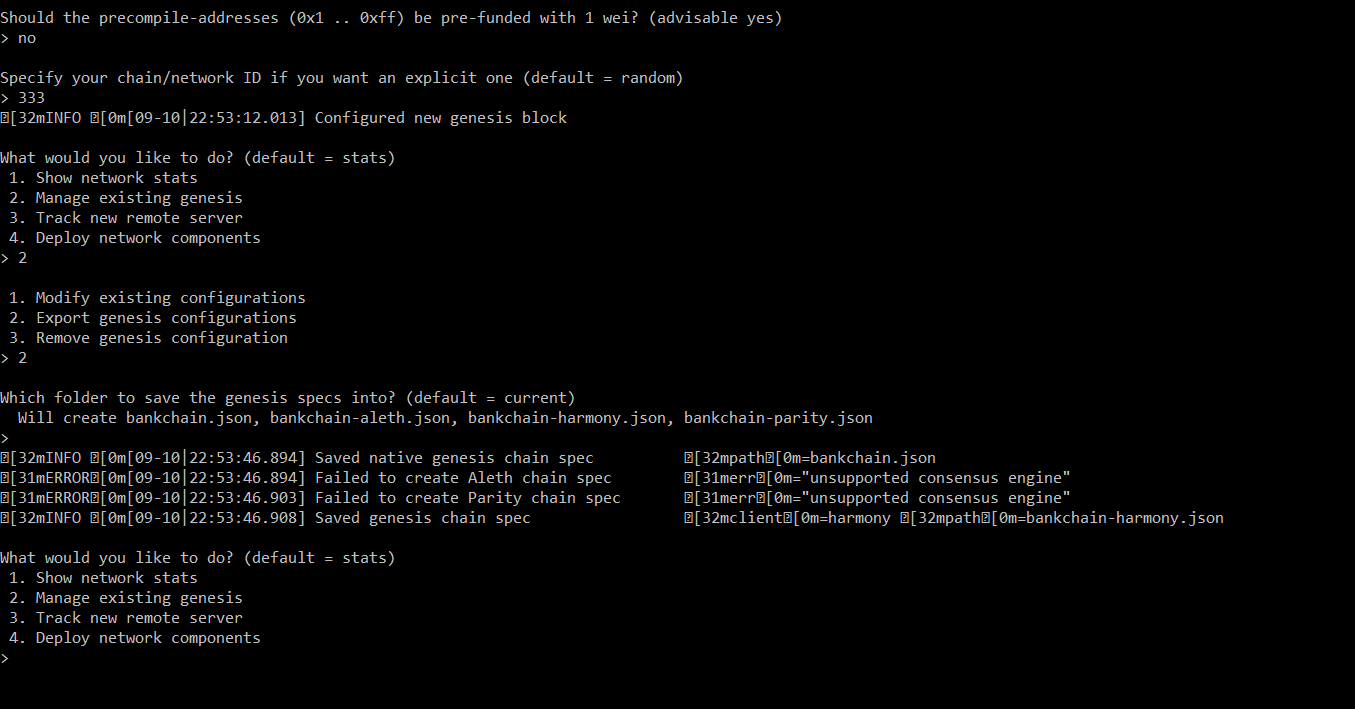 Should the precompile-addresses (0x1 .. 0xff) be pre-funded with 1 wei? (advisable yes)
> no
Specify your chain/network ID if you want an explicit one (default = random)
> 333
⍰[32mINFO ⍰[0m[09-10|22:53:12.013] Configured new genesis block
What would you like to do? (default = stats)
1. Show network stats
2. Manage existing genesis
3. Track new remote server
4. Deploy network components
> 2
1. Modify existing configurations
2. Export genesis configurations
3. Remove genesis configuration
> 2
Which folder to save the genesis specs into? (default = current)
Will create bankchain.json, bankchain-aleth.json, bankchain-harmony.json, bankchain-parity.json
>
⍰[32mINFO ⍰[0m[09-10|22:53:46.894] Saved native genesis chain spec ⍰[32mpath⍰[0m=bankchain.json
⍰[31mERROR⍰[0m[09-10|22:53:46.894] Failed to create Aleth chain spec ⍰[31merr⍰[0m="unsupported consensus engine"
⍰[31mERROR⍰[0m[09-10|22:53:46.903] Failed to create Parity chain spec ⍰[31merr⍰[0m="unsupported consensus engine"
⍰[32mINFO ⍰[0m[09-10|22:53:46.908] Saved genesis chain spec ⍰[32mclient⍰[0m=harmony ⍰[32mpath⍰[0m=bankchain-harmony.json
What would you like to do? (default = stats)
1. Show network stats
2. Manage existing genesis
3. Track new remote server
4. Deploy network components
>